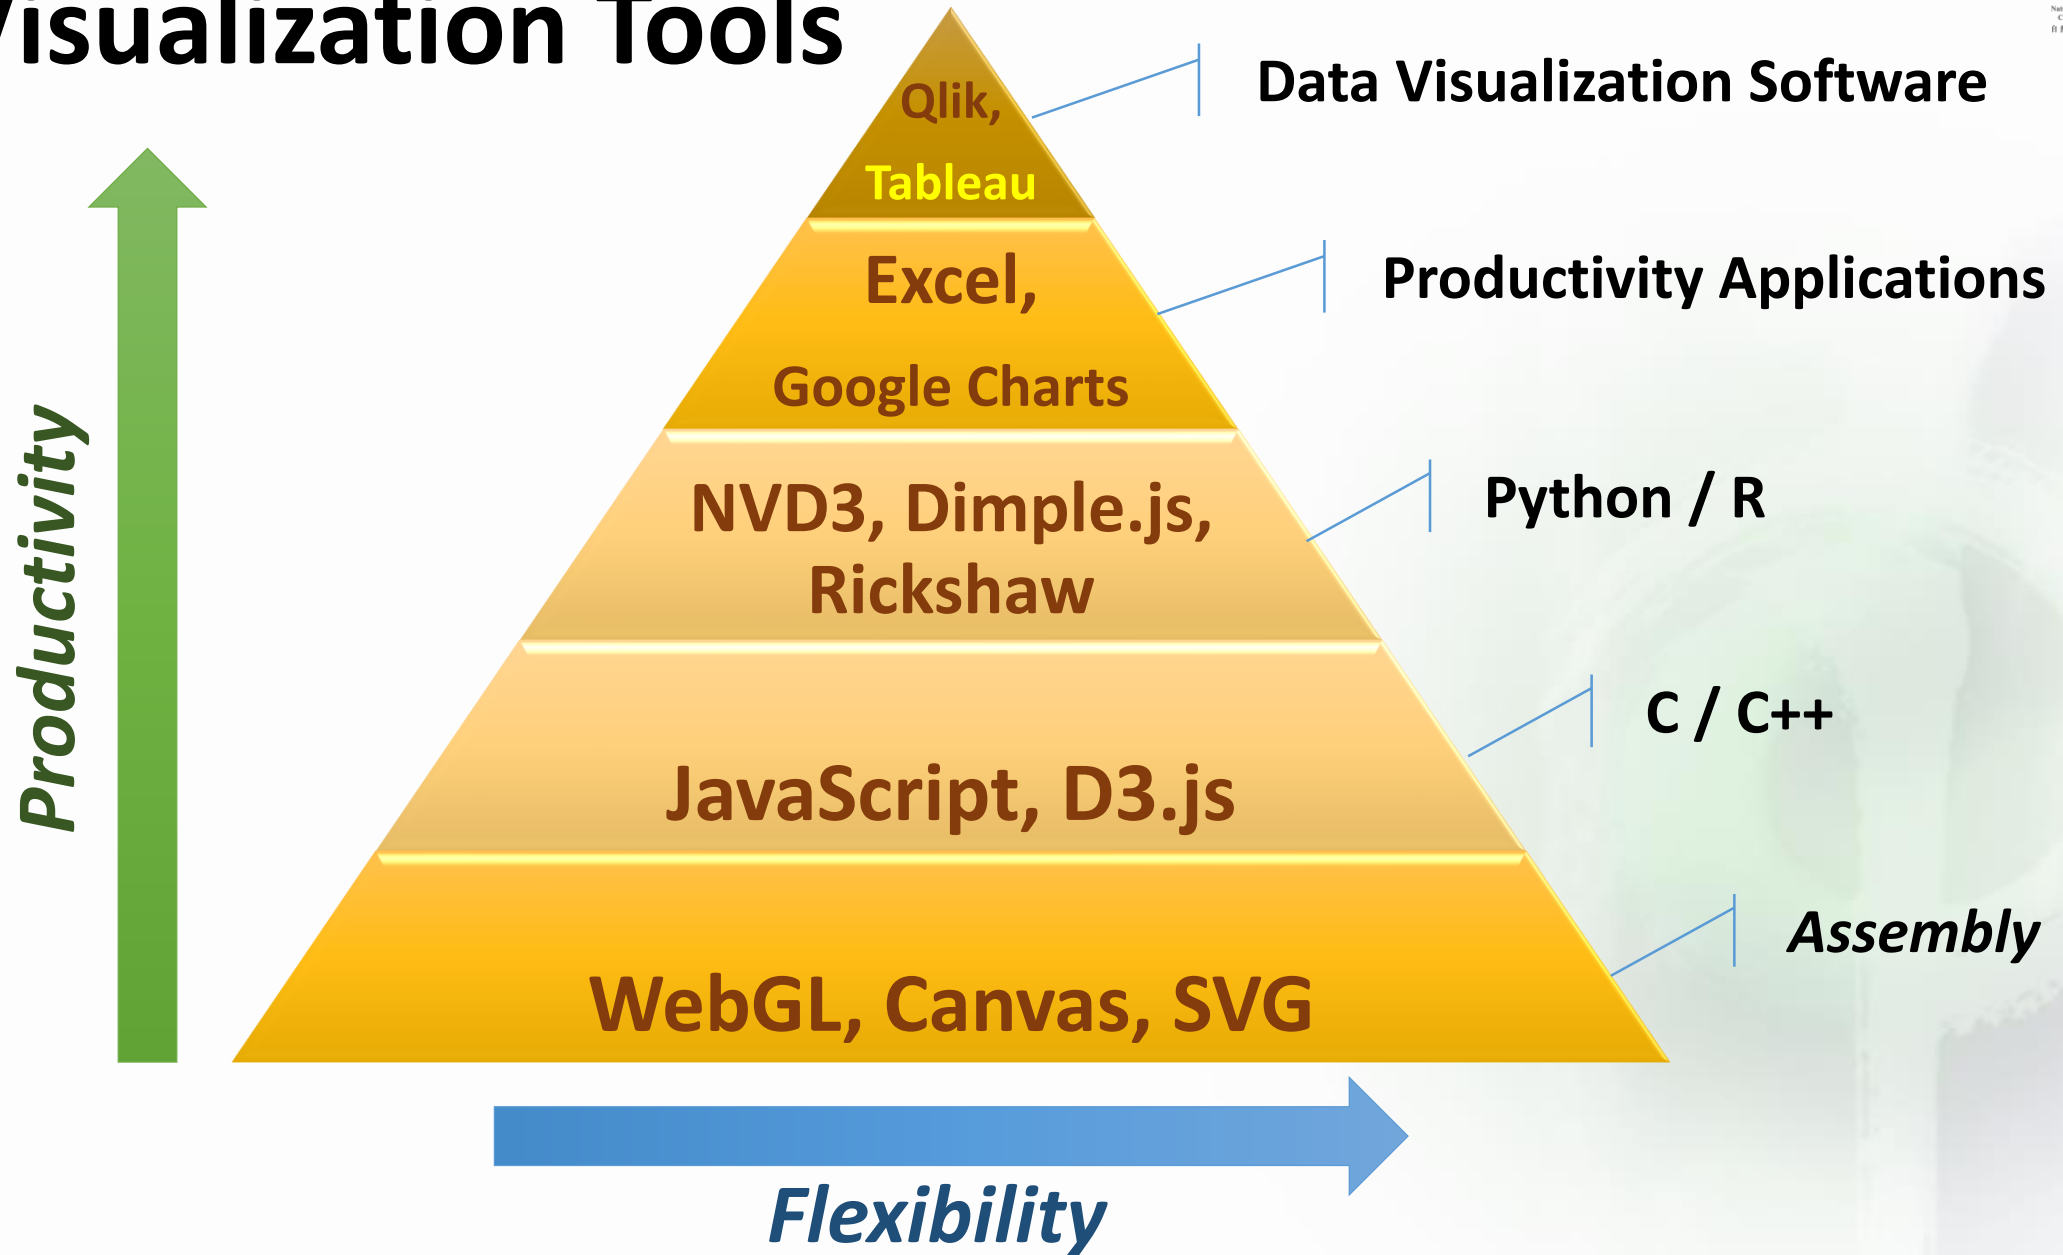 Visualization Tools
Qlik,
Tableau
Data Visualization Software
Excel,
Google Charts
Productivity Applications
NVD3, Dimple.js,
Rickshaw
Python / R
JavaScript, D3.js
C / C++
WebGL, Canvas, SVG
Assembly
Productivity
Flexibility